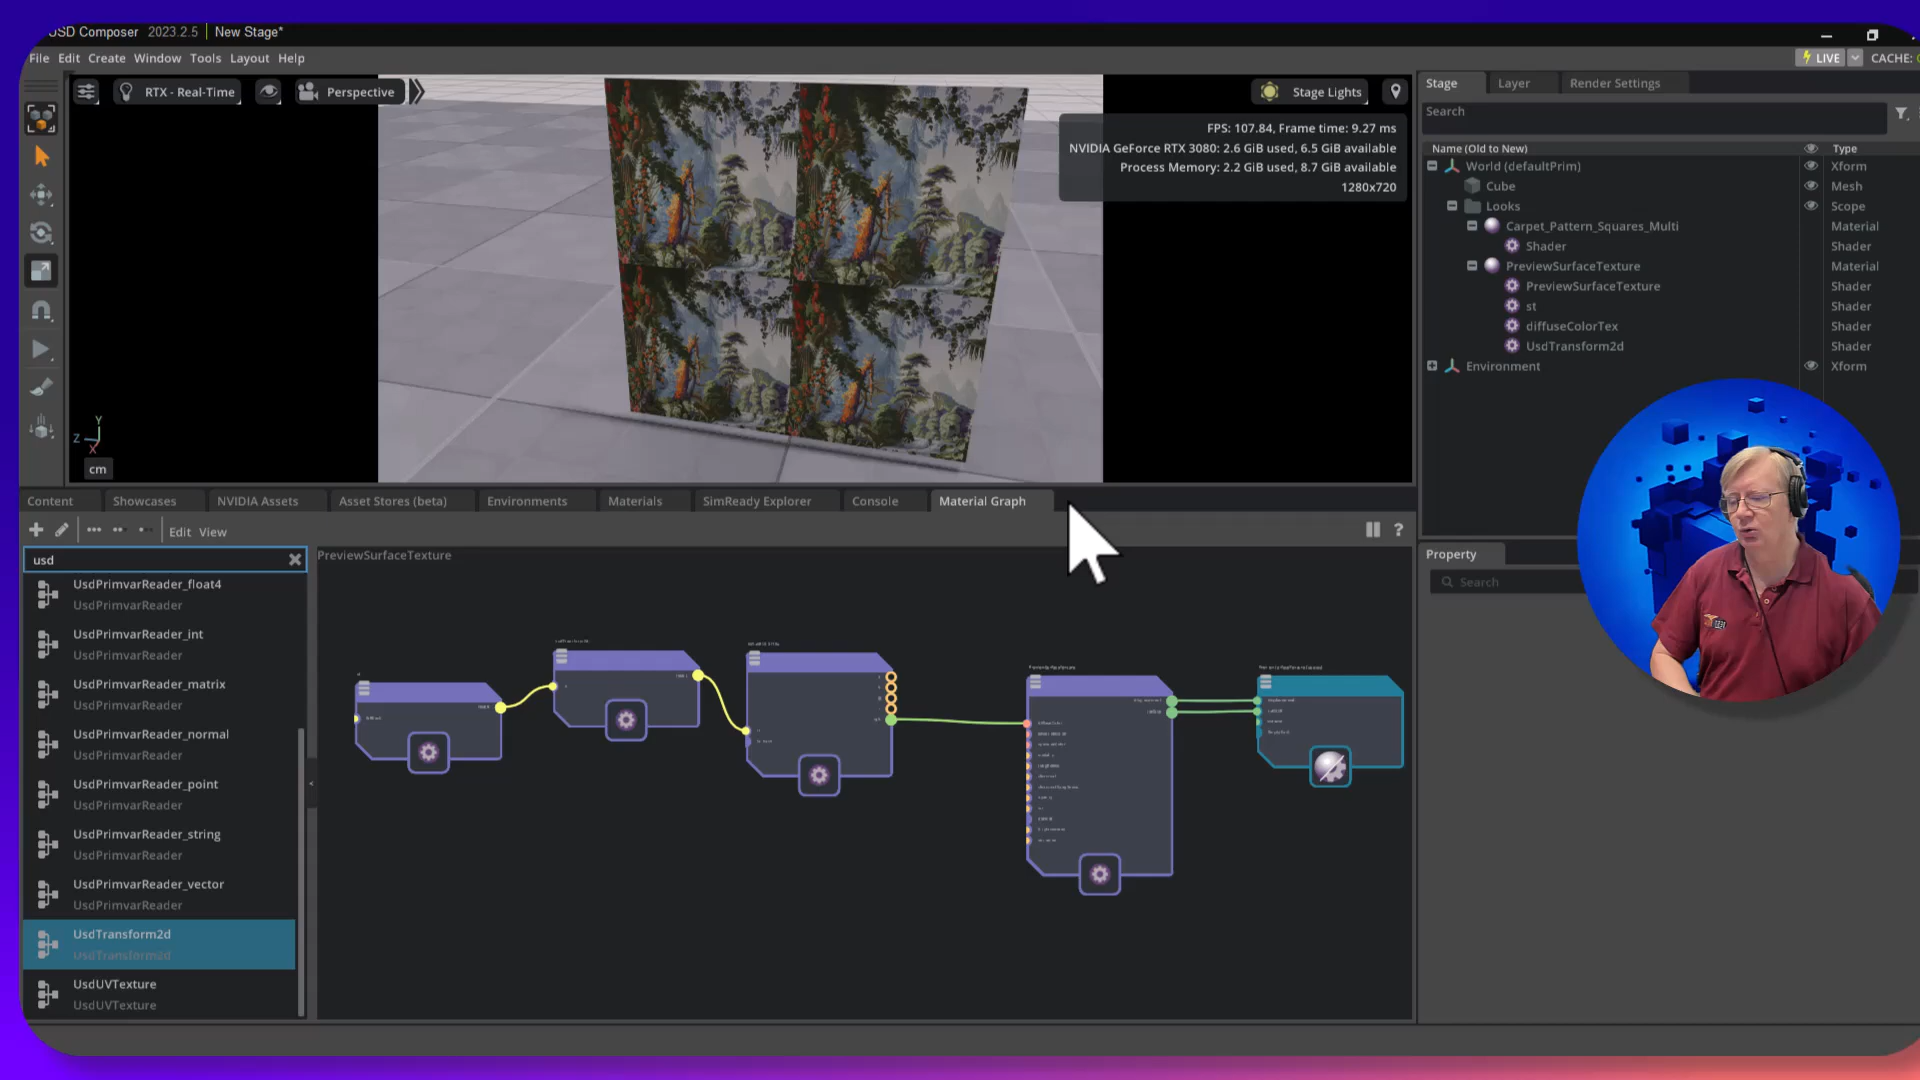 USD Composer 2023.2.5 New Stage*
File Edit Create Window Tools Layout Help
LIVE CACHE:
RTX - Real-Time Perspective Stage Lights
FPS: 107.84, Frame time: 9.27 ms
NVIDIA GeForce RTX 3080: 2.6 GiB used, 6.5 GiB available
Process Memory: 2.2 GiB used, 8.7 GiB available
1280x720
Y
Z
X
cm
Stage Layer Render Settings
Search
Name (Old to New) Type
World (defaultPrim) Xform
Cube Mesh
Looks Scope
Carpet_Pattern_Squares_Multi Material
Shader Shader
PreviewSurfaceTexture Material
PreviewSurfaceTexture Shader
st Shader
diffuseColorTex Shader
UsdTransform2d Shader
Environment Xform
Content Showcases NVIDIA Assets Asset Stores (beta) Environments Materials SimReady Explorer Console Material Graph
Edit View
?
usd
PreviewSurfaceTexture
UsdPrimvarReader_float4
UsdPrimvarReader
UsdPrimvarReader_int
UsdPrimvarReader
UsdPrimvarReader_matrix
UsdPrimvarReader
UsdPrimvarReader_normal
UsdPrimvarReader
UsdPrimvarReader_point
UsdPrimvarReader
UsdPrimvarReader_string
UsdPrimvarReader
UsdPrimvarReader_vector
UsdPrimvarReader
UsdTransform2d
UsdTransform2d
UsdUVTexture
UsdUVTexture
Property
Search